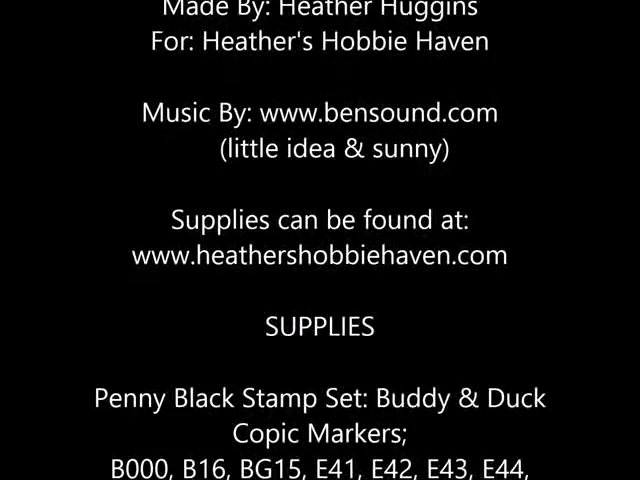 Made By: Heather Huggins
For: Heather's Hobbie Haven
Music By: www.bensound.com
(little idea & sunny)
Supplies can be found at:
www.heathershobbiehaven.com
SUPPLIES
Penny Black Stamp Set: Buddy & Duck
Copic Markers;
B000, B16, BG15, E41, E42, E43, E44,